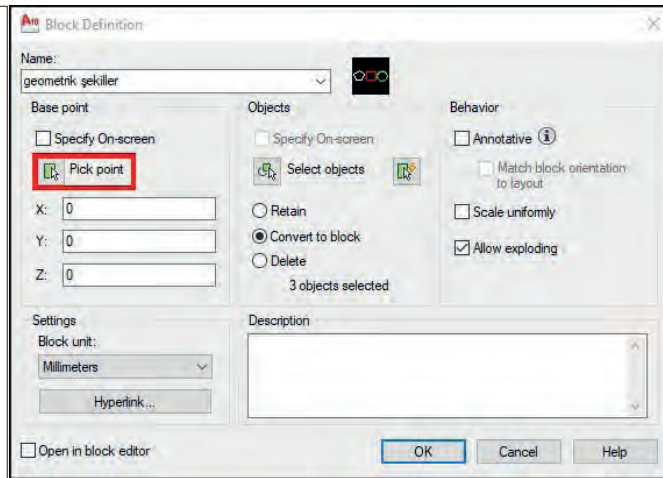 Block Definition
Name:
geometrik şekiller
Base point
Specify On-screen
Pick point
X: 0
Y: 0
Z: 0
Objects
Specify On-screen
Select objects
Retain
Convert to block
Delete
3 objects selected
Behavior
Annotative
Match block orientation
to layout
Scale uniformly
Allow exploding
Settings
Block unit:
Millimeters
Hyperlink...
Description
Open in block editor
OK
Cancel
Help